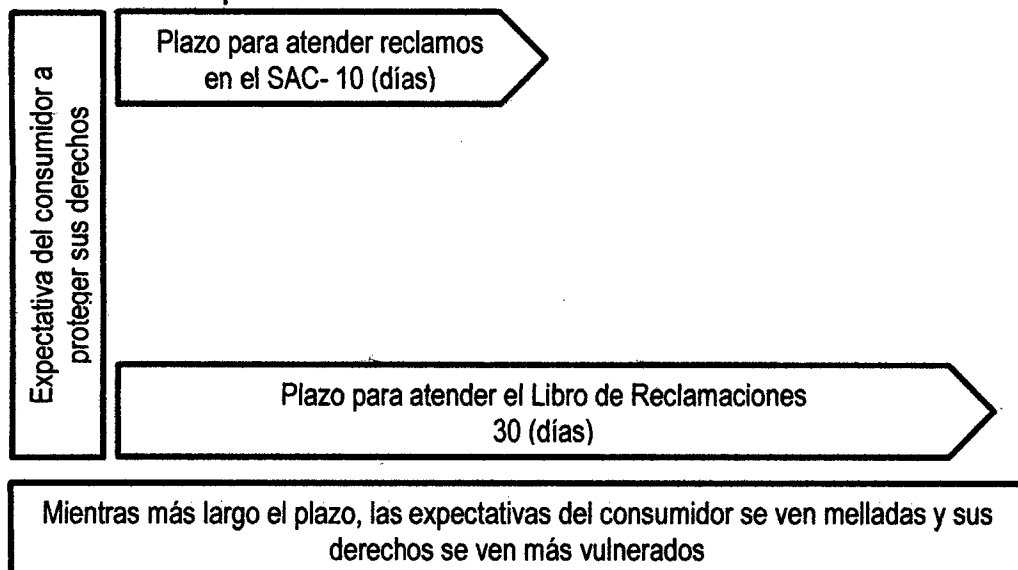 Expectativa del consumidor a
proteger sus derechos
Plazo para atender reclamos
en el SAC- 10 (días)
Plazo para atender el Libro de Reclamaciones
30 (días)
Mientras más largo el plazo, las expectativas del consumidor se ven melladas y sus
derechos se ven más vulnerados